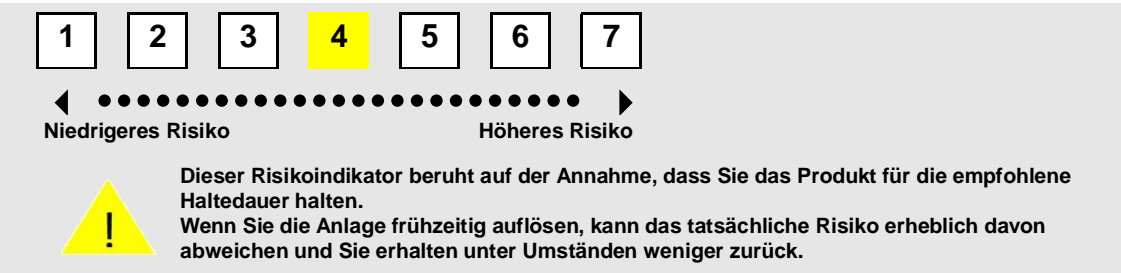 1 2 3 4 5 6 7
Niedrigeres Risiko Höheres Risiko
Dieser Risikoindikator beruht auf der Annahme, dass Sie das Produkt für die empfohlene
Haltedauer halten.
Wenn Sie die Anlage frühzeitig auflösen, kann das tatsächliche Risiko erheblich davon
abweichen und Sie erhalten unter Umständen weniger zurück.
!